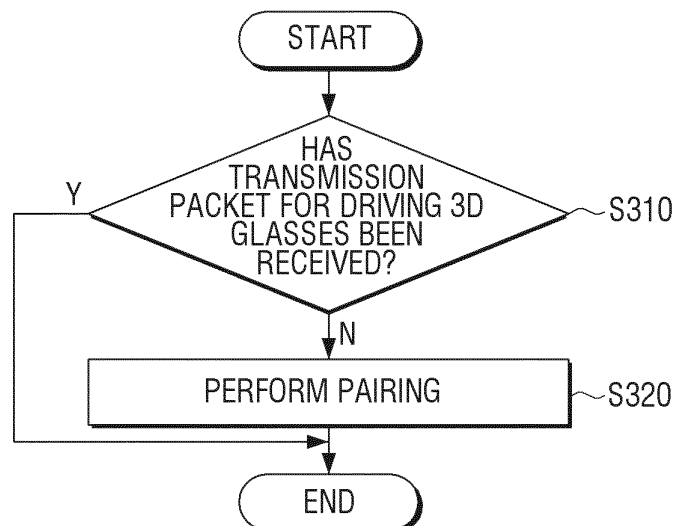 START
HAS
TRANSMISSION
PACKET FOR DRIVING 3D
GLASSES BEEN
RECEIVED?
Y
S310
N
PERFORM PAIRING
S320
END